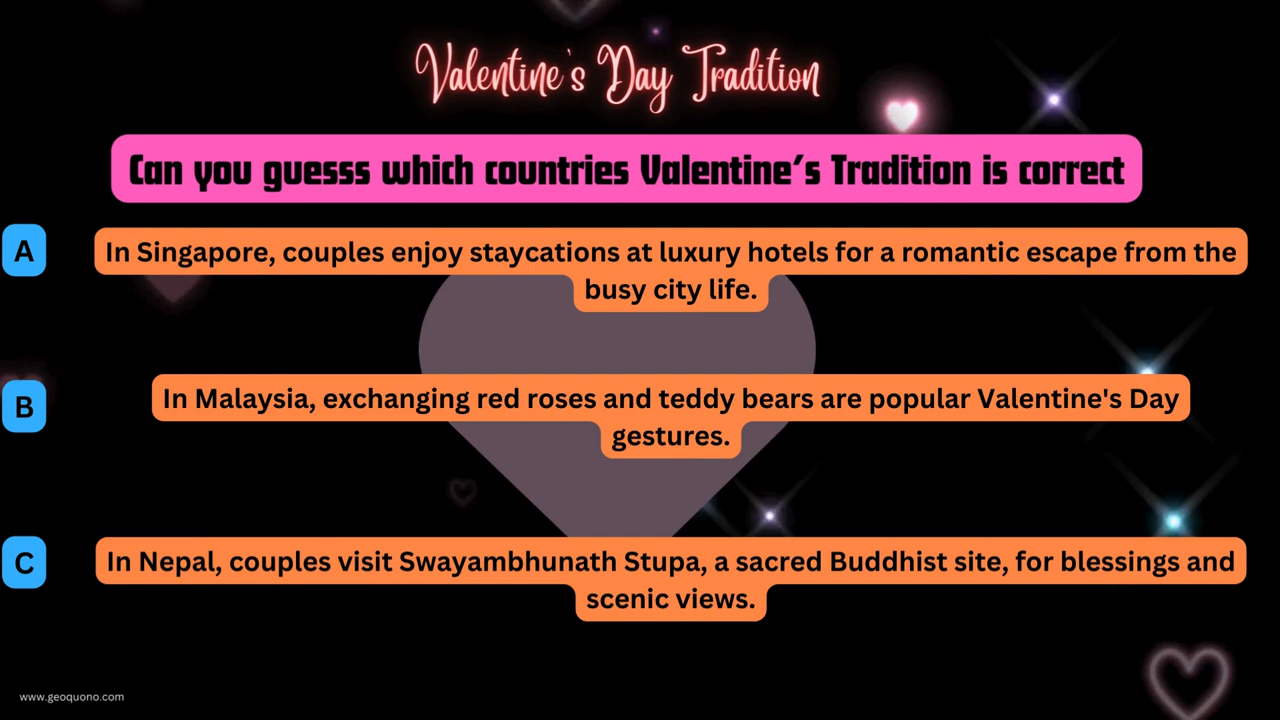 Valentine's Day Tradition
Can you guesss which countries Valentine's Tradition is correct
A
In Singapore, couples enjoy staycations at luxury hotels for a romantic escape from the
busy city life.
B
In Malaysia, exchanging red roses and teddy bears are popular Valentine's Day
gestures.
C
In Nepal, couples visit Swayambhunath Stupa, a sacred Buddhist site, for blessings and
scenic views.
www.geoquono.com